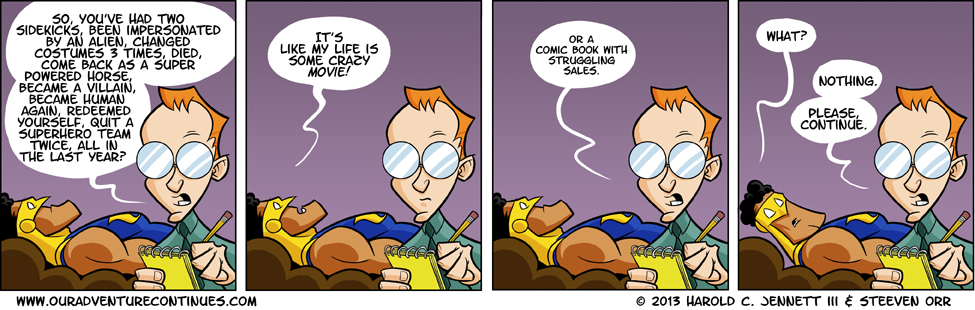 SO, YOU'VE HAD TWO
SIDEKICKS, BEEN IMPERSONATED
BY AN ALIEN, CHANGED
COSTUMES 3 TIMES, DIED,
COME BACK AS A SUPER
POWERED HORSE,
BECAME A VILLAIN,
BECAME HUMAN
AGAIN, REDEEMED
YOURSELF, QUIT A
SUPERHERO TEAM
TWICE, ALL IN
THE LAST YEAR?
IT'S
LIKE MY LIFE IS
SOME CRAZY
MOVIE!
OR A
COMIC BOOK WITH
STRUGGLING
SALES.
WHAT?
NOTHING.
PLEASE,
CONTINUE.
WWW.OURADVENTURECONTINUES.COM
© 2013 HAROLD C. JENNETT III & STEEVEN ORR